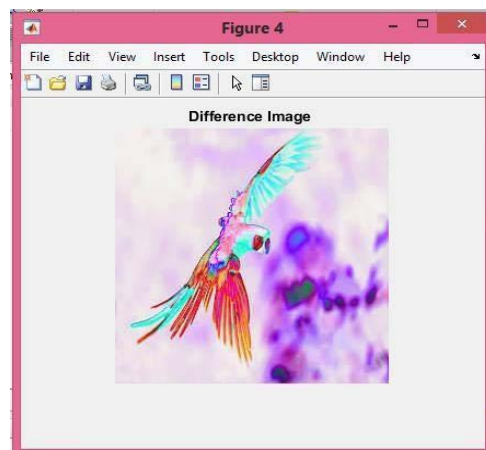 Figure 4
File Edit View Insert Tools Desktop Window Help
Difference Image